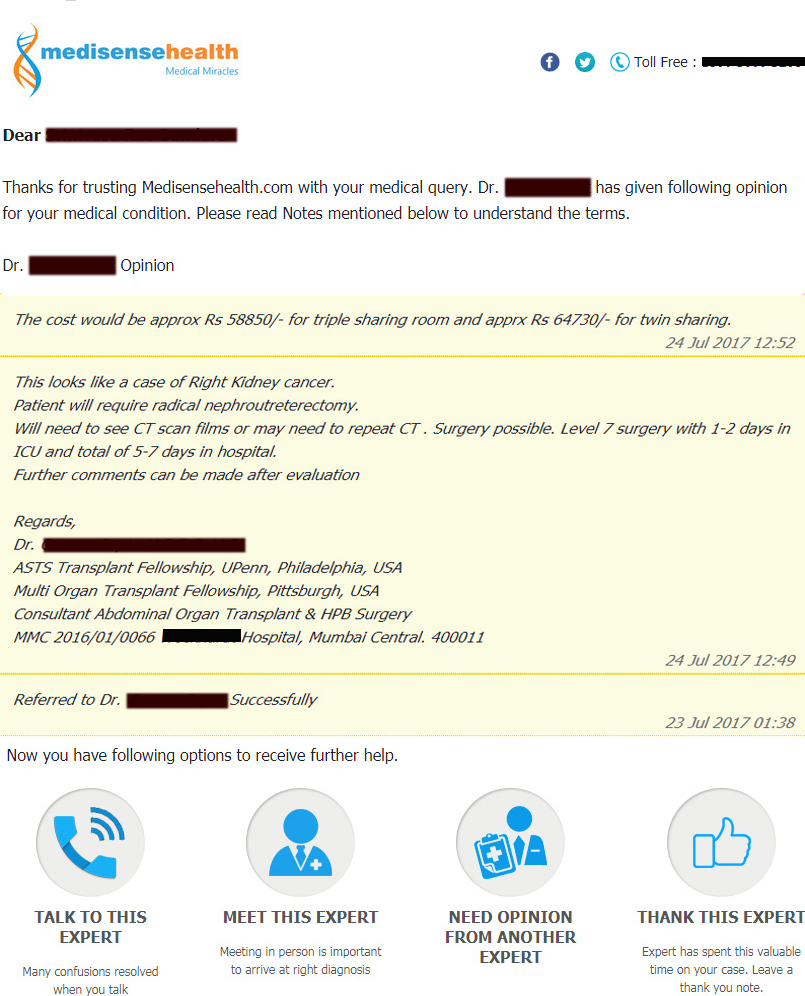 medisensehealth
Medical Miracles
Toll Free :
Dear
Thanks for trusting Medisensehealth.com with your medical query. Dr. has given following opinion
for your medical condition. Please read Notes mentioned below to understand the terms.
Dr. Opinion
The cost would be approx Rs 58850/- for triple sharing room and apprx Rs 64730/- for twin sharing.
24 Jul 2017 12:52
This looks like a case of Right Kidney cancer.
Patient will require radical nephroutreterectomy.
Will need to see CT scan films or may need to repeat CT . Surgery possible. Level 7 surgery with 1-2 days in
ICU and total of 5-7 days in hospital.
Further comments can be made after evaluation
Regards,
Dr.
ASTS Transplant Fellowship, UPenn, Philadelphia, USA
Multi Organ Transplant Fellowship, Pittsburgh, USA
Consultant Abdominal Organ Transplant & HPB Surgery
MMC 2016/01/0066 Hospital, Mumbai Central. 400011
24 Jul 2017 12:49
Referred to Dr. Successfully
23 Jul 2017 01:38
Now you have following options to receive further help.
TALK TO THIS
EXPERT
Many confusions resolved
when you talk
MEET THIS EXPERT
Meeting in person is important
to arrive at right diagnosis
NEED OPINION
FROM ANOTHER
EXPERT
THANK THIS EXPERT
Expert has spent this valuable
time on your case. Leave a
thank you note.